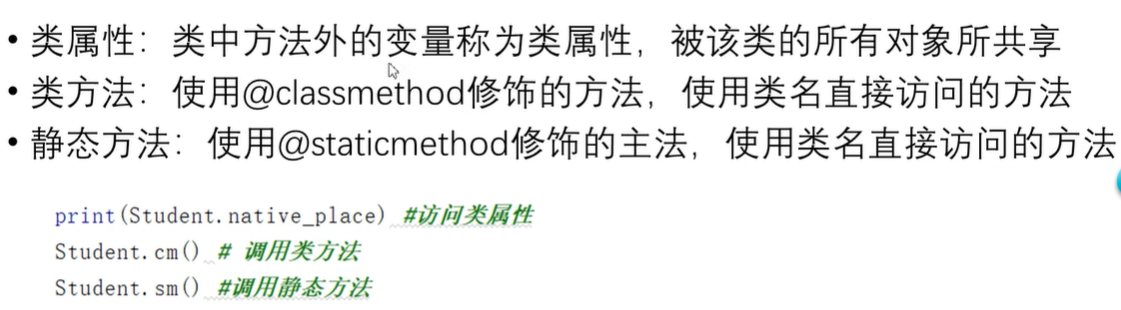 • 类属性：类中方法外的变量称为类属性，被该类的所有对象所共享
• 类方法：使用@classmethod修饰的方法，使用类名直接访问的方法
• 静态方法：使用@staticmethod修饰的主法，使用类名直接访问的方法
print(Student.native_place) #访问类属性
Student.cm() # 调用类方法
Student.sm() #调用静态方法